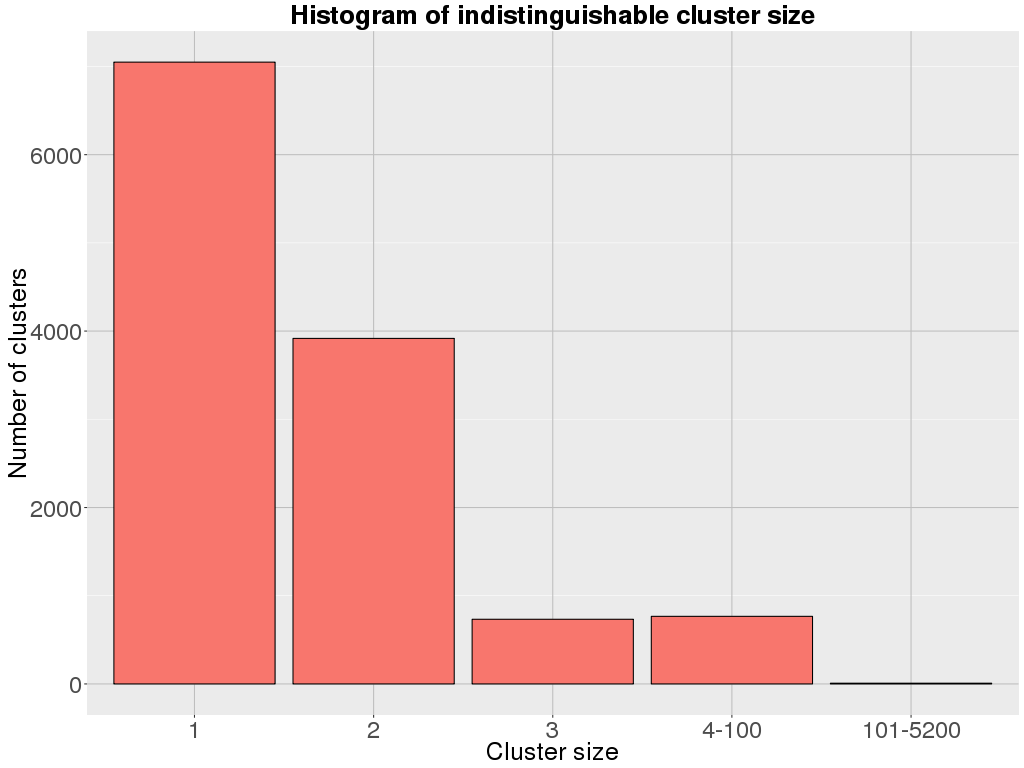 Histogram of indistinguishable cluster size
Number of clusters
6000
4000
2000
0
1 2 3 4-100 101-5200
Cluster size